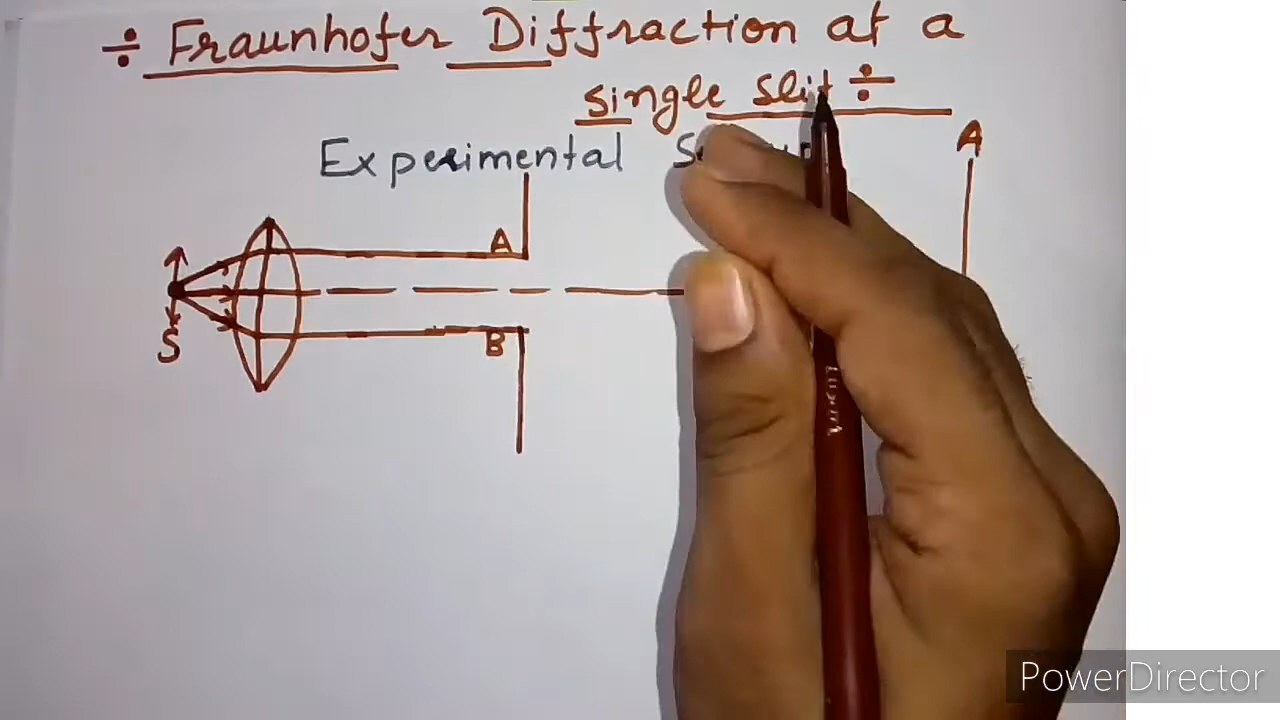 ÷ Fraunhofer Diffraction at a
single slit ÷
Experimental
A
A
S
B
PowerDirector